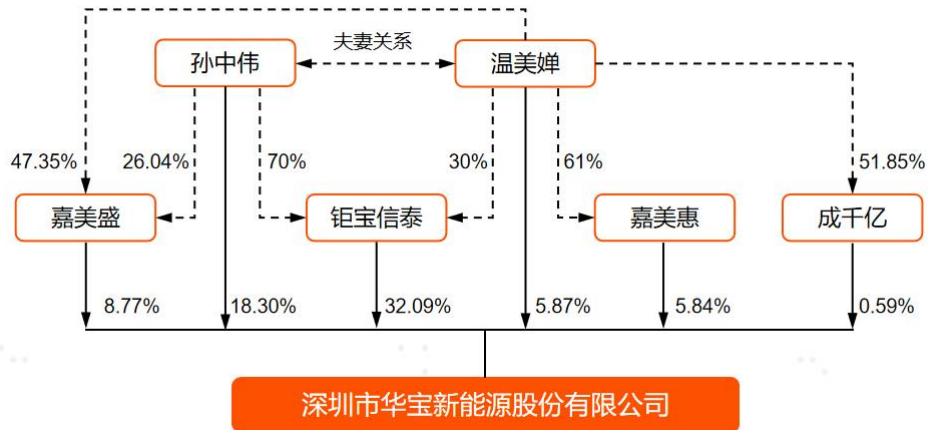 夫妻关系
孙中伟
温美婵
47.35%
26.04%
70%
30%
61%
51.85%
嘉美盛
钜宝信泰
嘉美惠
成千亿
8.77%
18.30%
32.09%
5.87%
5.84%
0.59%
深圳市华宝新能源股份有限公司